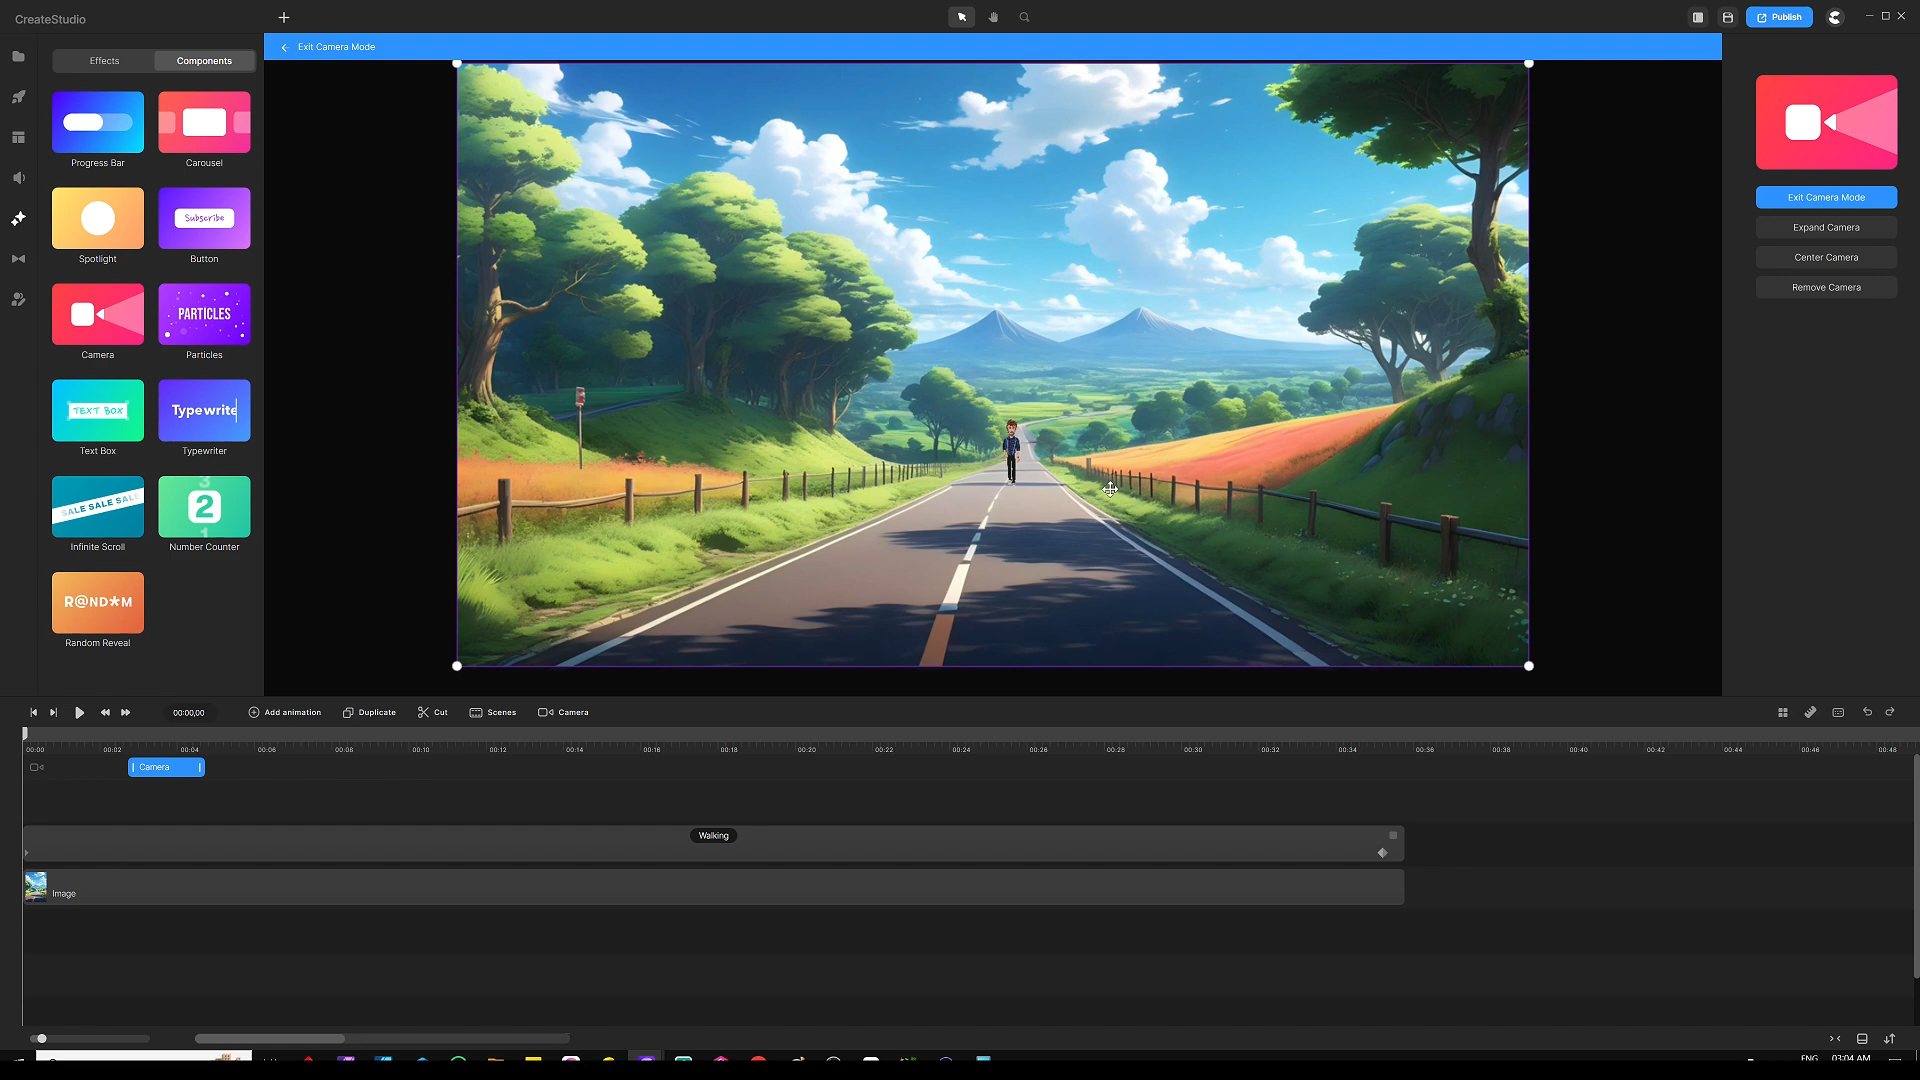 CreateStudio
Publish
Exit Camera Mode
Effects
Components
Progress Bar
Carousel
Subscribe
Spotlight
Button
PARTICLES
Camera
Particles
TEXT BOX
Typewrite
Text Box
Typewriter
SALE SALE SALE
3
2
1
Infinite Scroll
Number Counter
R@ND*M
Random Reveal
Exit Camera Mode
Expand Camera
Center Camera
Remove Camera
00:00,00
Add animation
Duplicate
Cut
Scenes
Camera
00:00 00:02 00:04 00:06 00:08 00:10 00:12 00:14 00:16 00:18 00:20 00:22 00:24 00:26 00:28 00:30 00:32 00:34 00:36 00:38 00:40 00:42 00:44 00:46 00:48
Camera
Walking
Image
ENG 03:04 AM